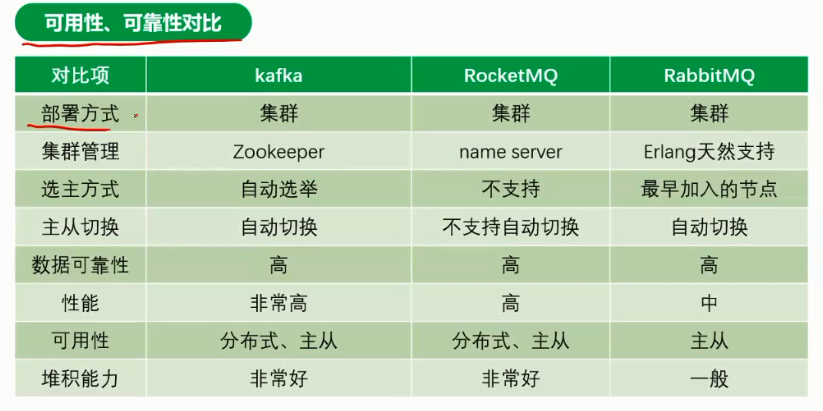 可用性、可靠性对比
对比项 kafka RocketMQ RabbitMQ
部署方式 集群 集群 集群
集群管理 Zookeeper name server Erlang天然支持
选主方式 自动选举 不支持 最早加入的节点
主从切换 自动切换 不支持自动切换 自动切换
数据可靠性 高 高 高
性能 非常高 高 中
可用性 分布式、主从 分布式、主从 主从
堆积能力 非常好 非常好 一般